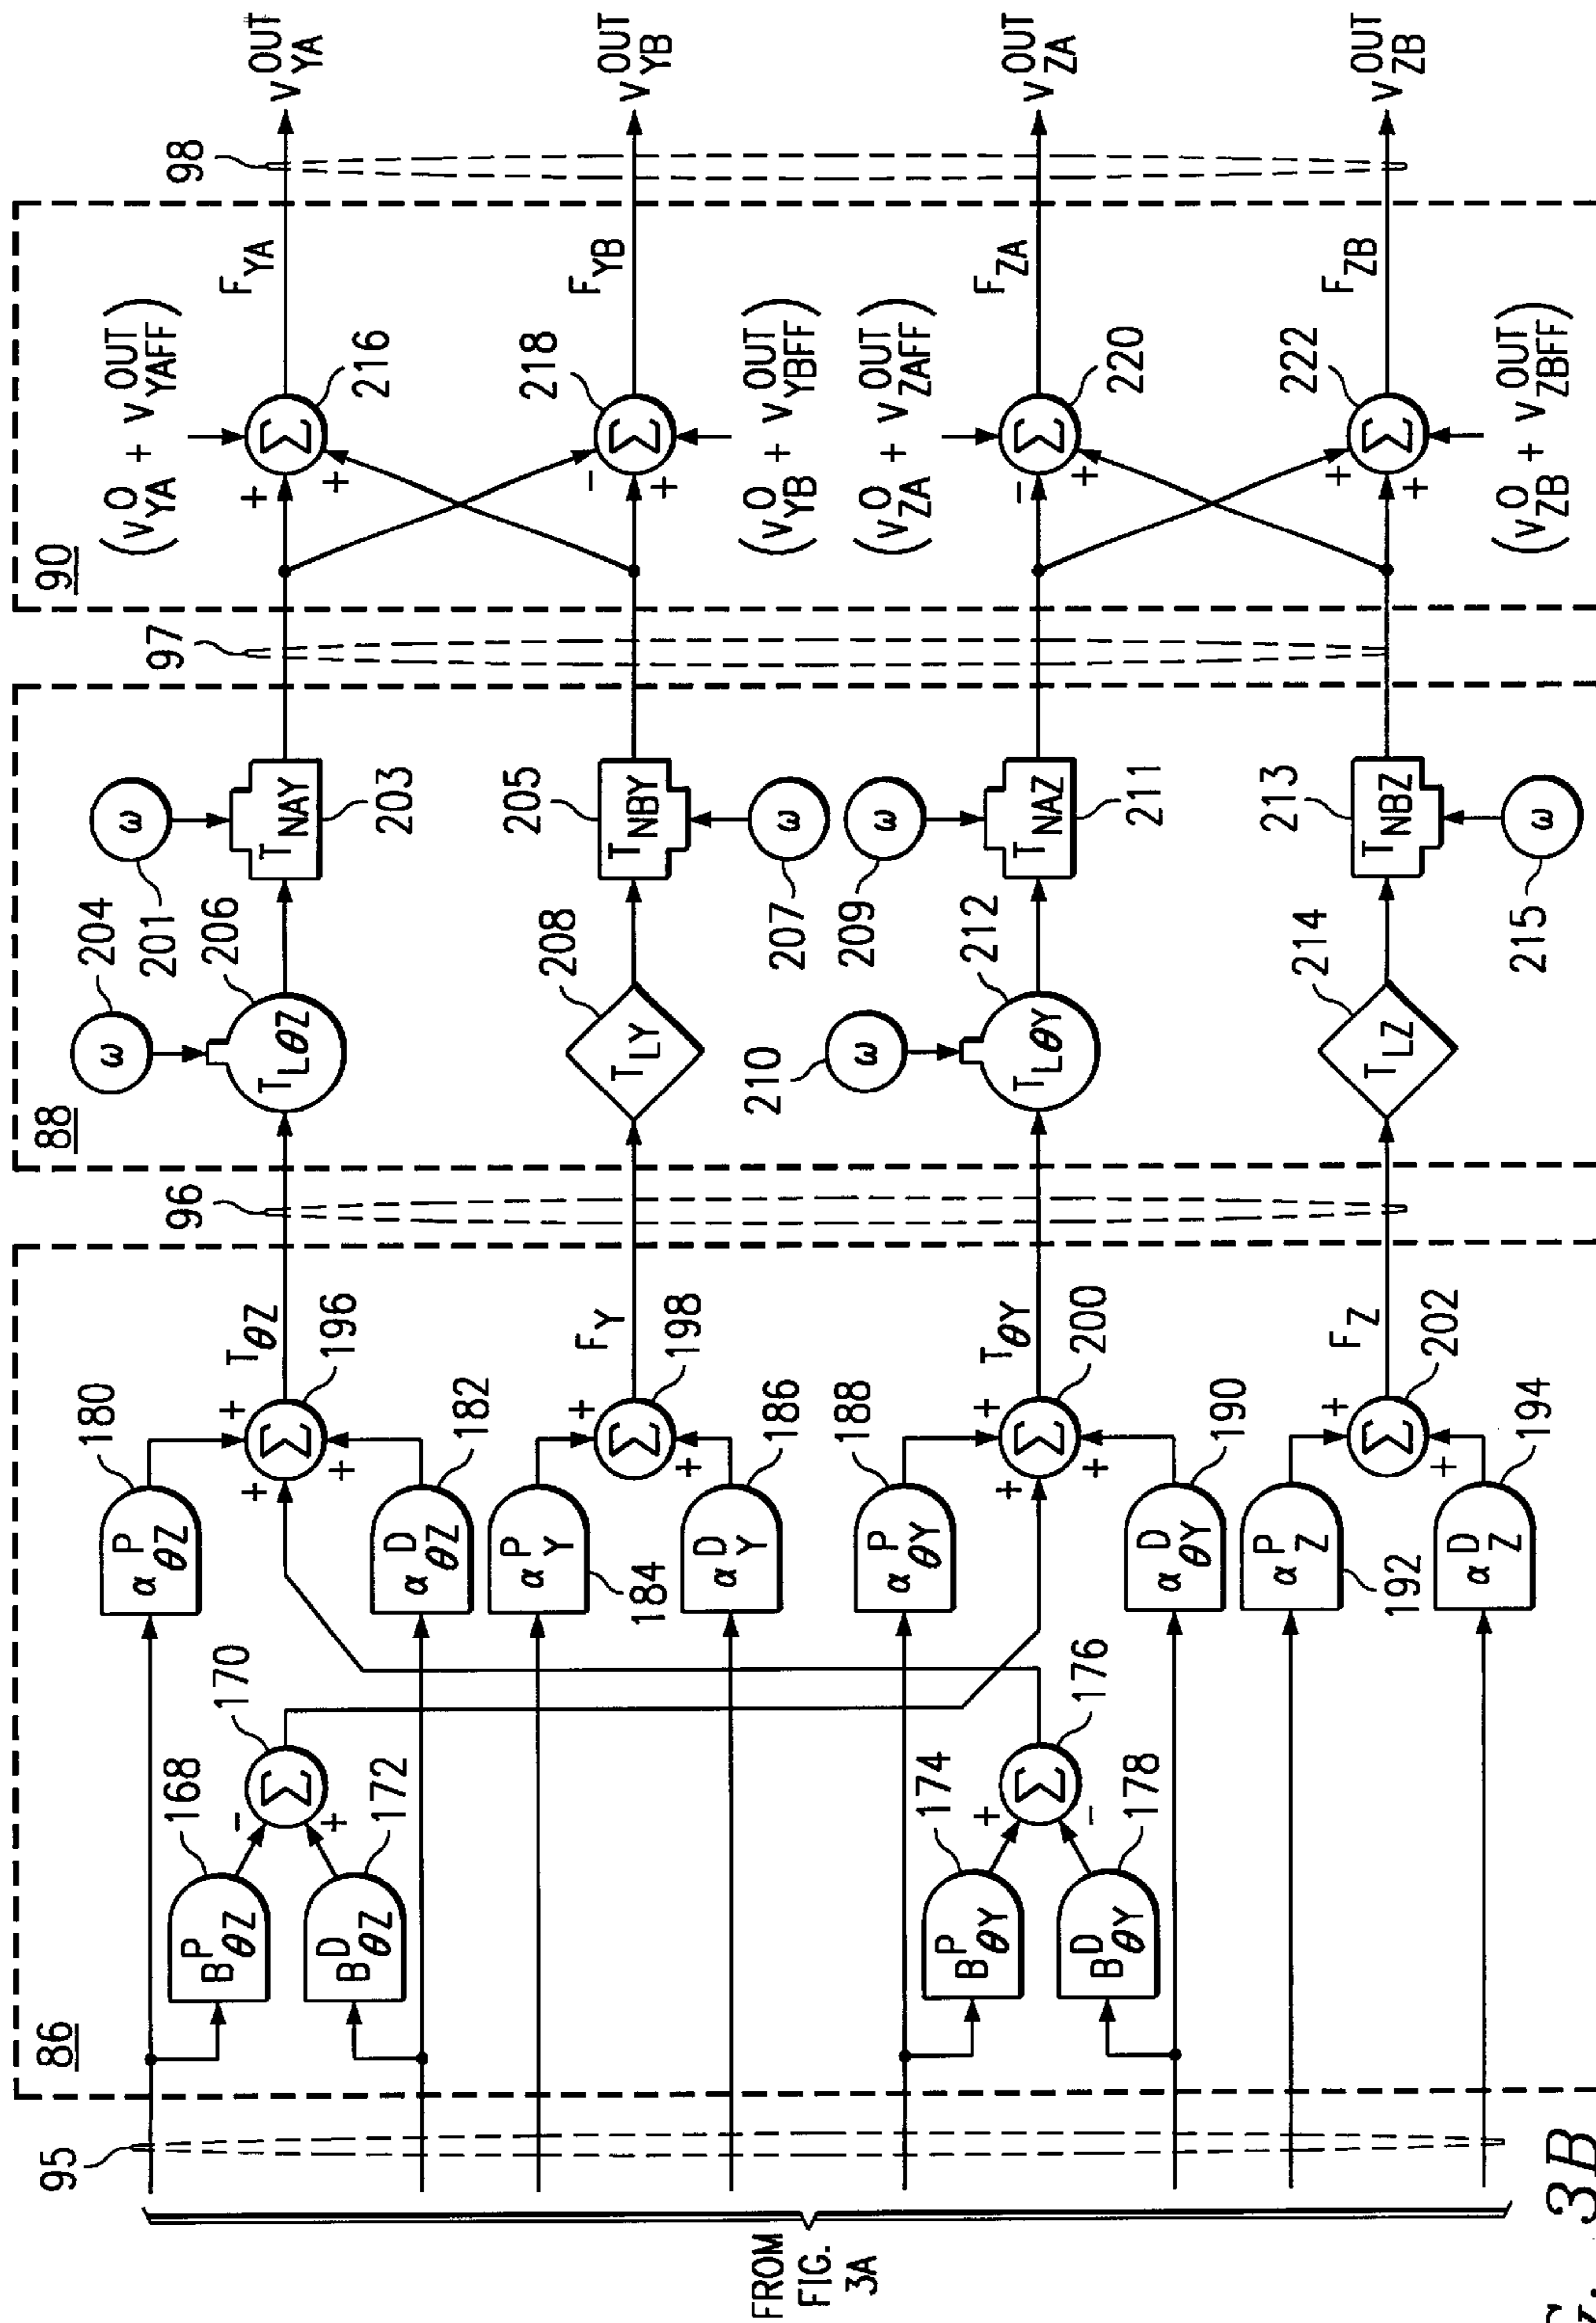 95
86
FROM
FIG.
3A
B^P_θZ
168
170
B^D_θZ
172
α^P_θZ
180
α^D_θZ
182
+
+
+
-
+
Σ
Σ
196
T_θZ
α^P_Y
184
α^D_Y
186
+
+
Σ
198
F_Y
B^P_θY
174
176
B^D_θY
178
α^P_θY
188
α^D_θY
190
+
-
+
+
+
Σ
Σ
200
T_θY
α^P_Z
192
α^D_Z
194
+
+
Σ
202
F_Z
96
88
ω
204
T_LθZ
206
ω
201
T_NAY
203
T_LY
208
T_NBY
205
ω
207
ω
210
T_LθY
212
ω
209
T_NAZ
211
T_LZ
214
T_NBZ
213
ω
215
97
90
(V^O_YA + V^OUT_YAFF)
+
+
Σ
216
F_YA
-
+
Σ
218
F_YB
(V^O_YB + V^OUT_YBFF)
(V^O_ZA + V^OUT_ZAFF)
-
+
Σ
220
F_ZA
+
+
Σ
222
F_ZB
(V^O_ZB + V^OUT_ZBFF)
98
V^OUT_YA
V^OUT_YB
V^OUT_ZA
V^OUT_ZB
3B